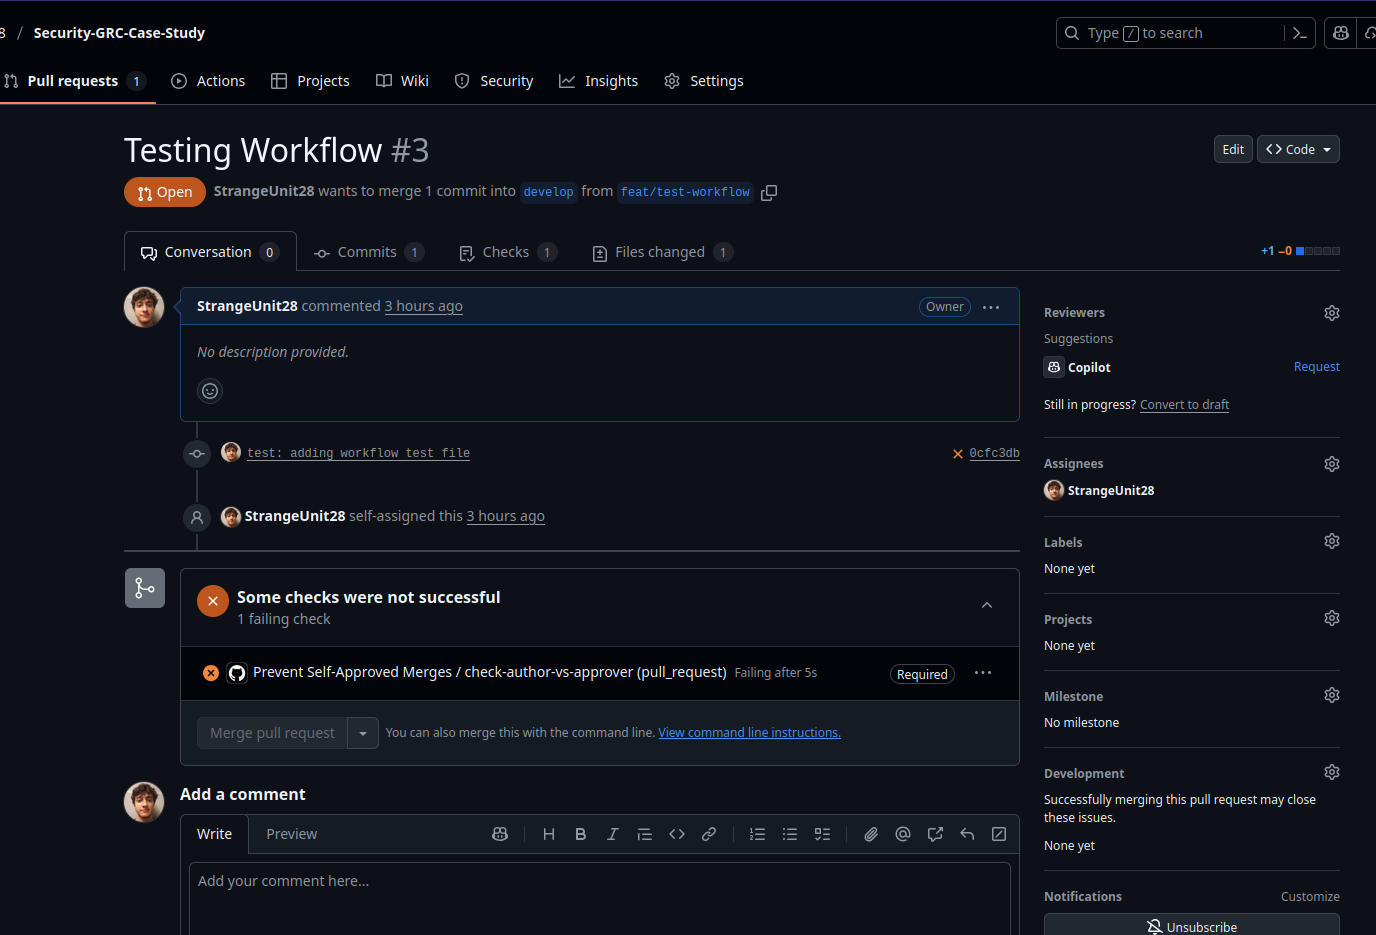 8 / Security-GRC-Case-Study
Type / to search
Pull requests 1 Actions Projects Wiki Security Insights Settings
Testing Workflow #3
Edit Code
Open StrangeUnit28 wants to merge 1 commit into develop from feat/test-workflow
Conversation 0 Commits 1 Checks 1 Files changed 1
+1 −0
StrangeUnit28 commented 3 hours ago Owner
No description provided.
test: adding workflow test file 0cfc3db
StrangeUnit28 self-assigned this 3 hours ago
Some checks were not successful
1 failing check
Prevent Self-Approved Merges / check-author-vs-approver (pull_request) Failing after 5s Required
Merge pull request You can also merge this with the command line. View command line instructions.
Add a comment
Write Preview
Add your comment here...
Reviewers
Suggestions
Copilot Request
Still in progress? Convert to draft
Assignees
StrangeUnit28
Labels
None yet
Projects
None yet
Milestone
No milestone
Development
Successfully merging this pull request may close
these issues.
None yet
Notifications Customize
Unsubscribe